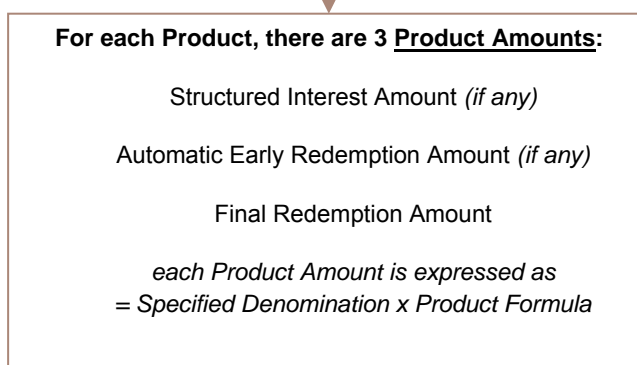 For each Product, there are 3 Product Amounts:
Structured Interest Amount (if any)
Automatic Early Redemption Amount (if any)
Final Redemption Amount
each Product Amount is expressed as
= Specified Denomination x Product Formula